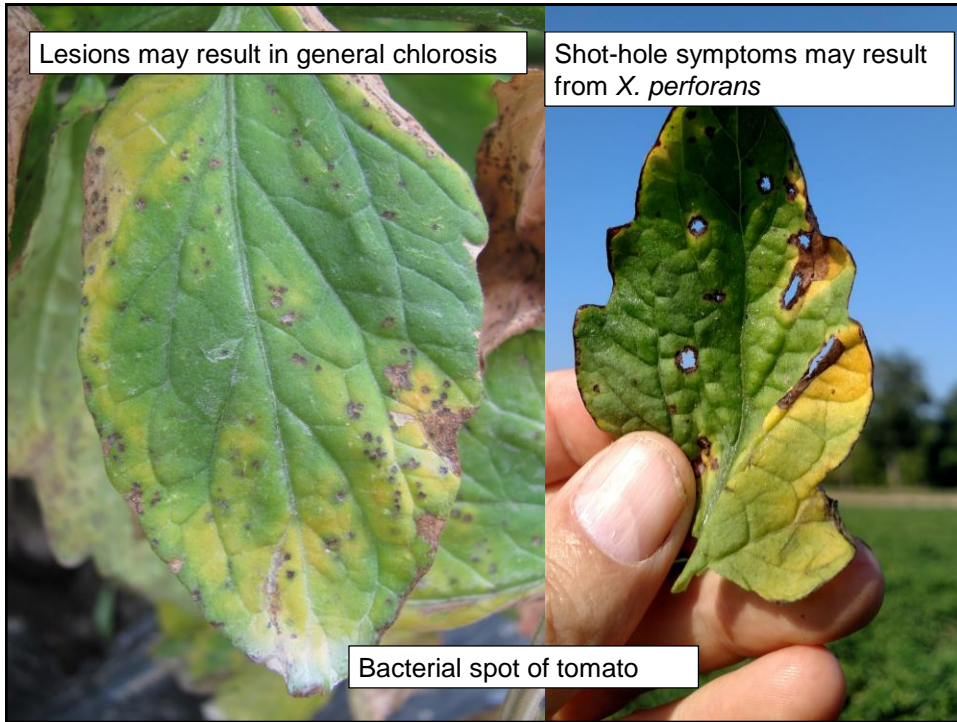 Lesions may result in general chlorosis
Shot-hole symptoms may result
from X. perforans
Bacterial spot of tomato